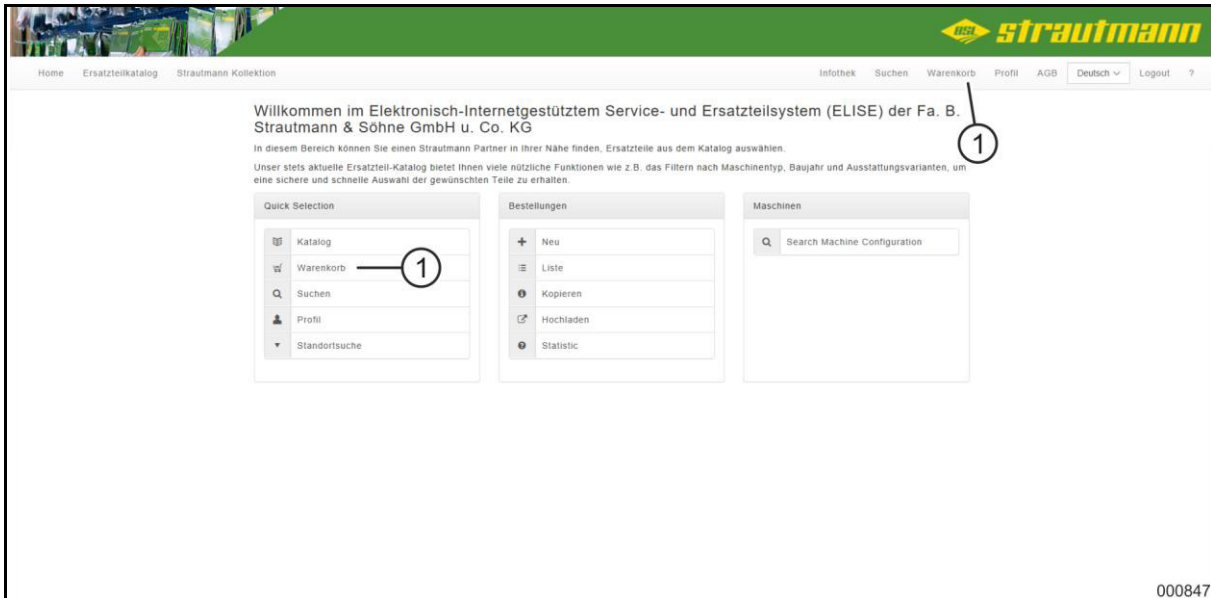 BSL strautmann
Home Ersatzteilkatalog Strautmann Kollektion Infothek Suchen Warenkorb Profil AGB Deutsch Logout ?
Willkommen im Elektronisch-Internetgestütztem Service- und Ersatzteilsystem (ELISE) der Fa. B.
Strautmann & Söhne GmbH u. Co. KG
1
In diesem Bereich können Sie einen Strautmann Partner in Ihrer Nähe finden, Ersatzteile aus dem Katalog auswählen.
Unser stets aktuelle Ersatzteil-Katalog bietet Ihnen viele nützliche Funktionen wie z.B. das Filtern nach Maschinentyp, Baujahr und Ausstattungsvarianten, um
eine sichere und schnelle Auswahl der gewünschten Teile zu erhalten.
Quick Selection
Katalog
Warenkorb 1
Suchen
Profil
Standortsuche
Bestellungen
Neu
Liste
Kopieren
Hochladen
Statistic
Maschinen
Search Machine Configuration
000847